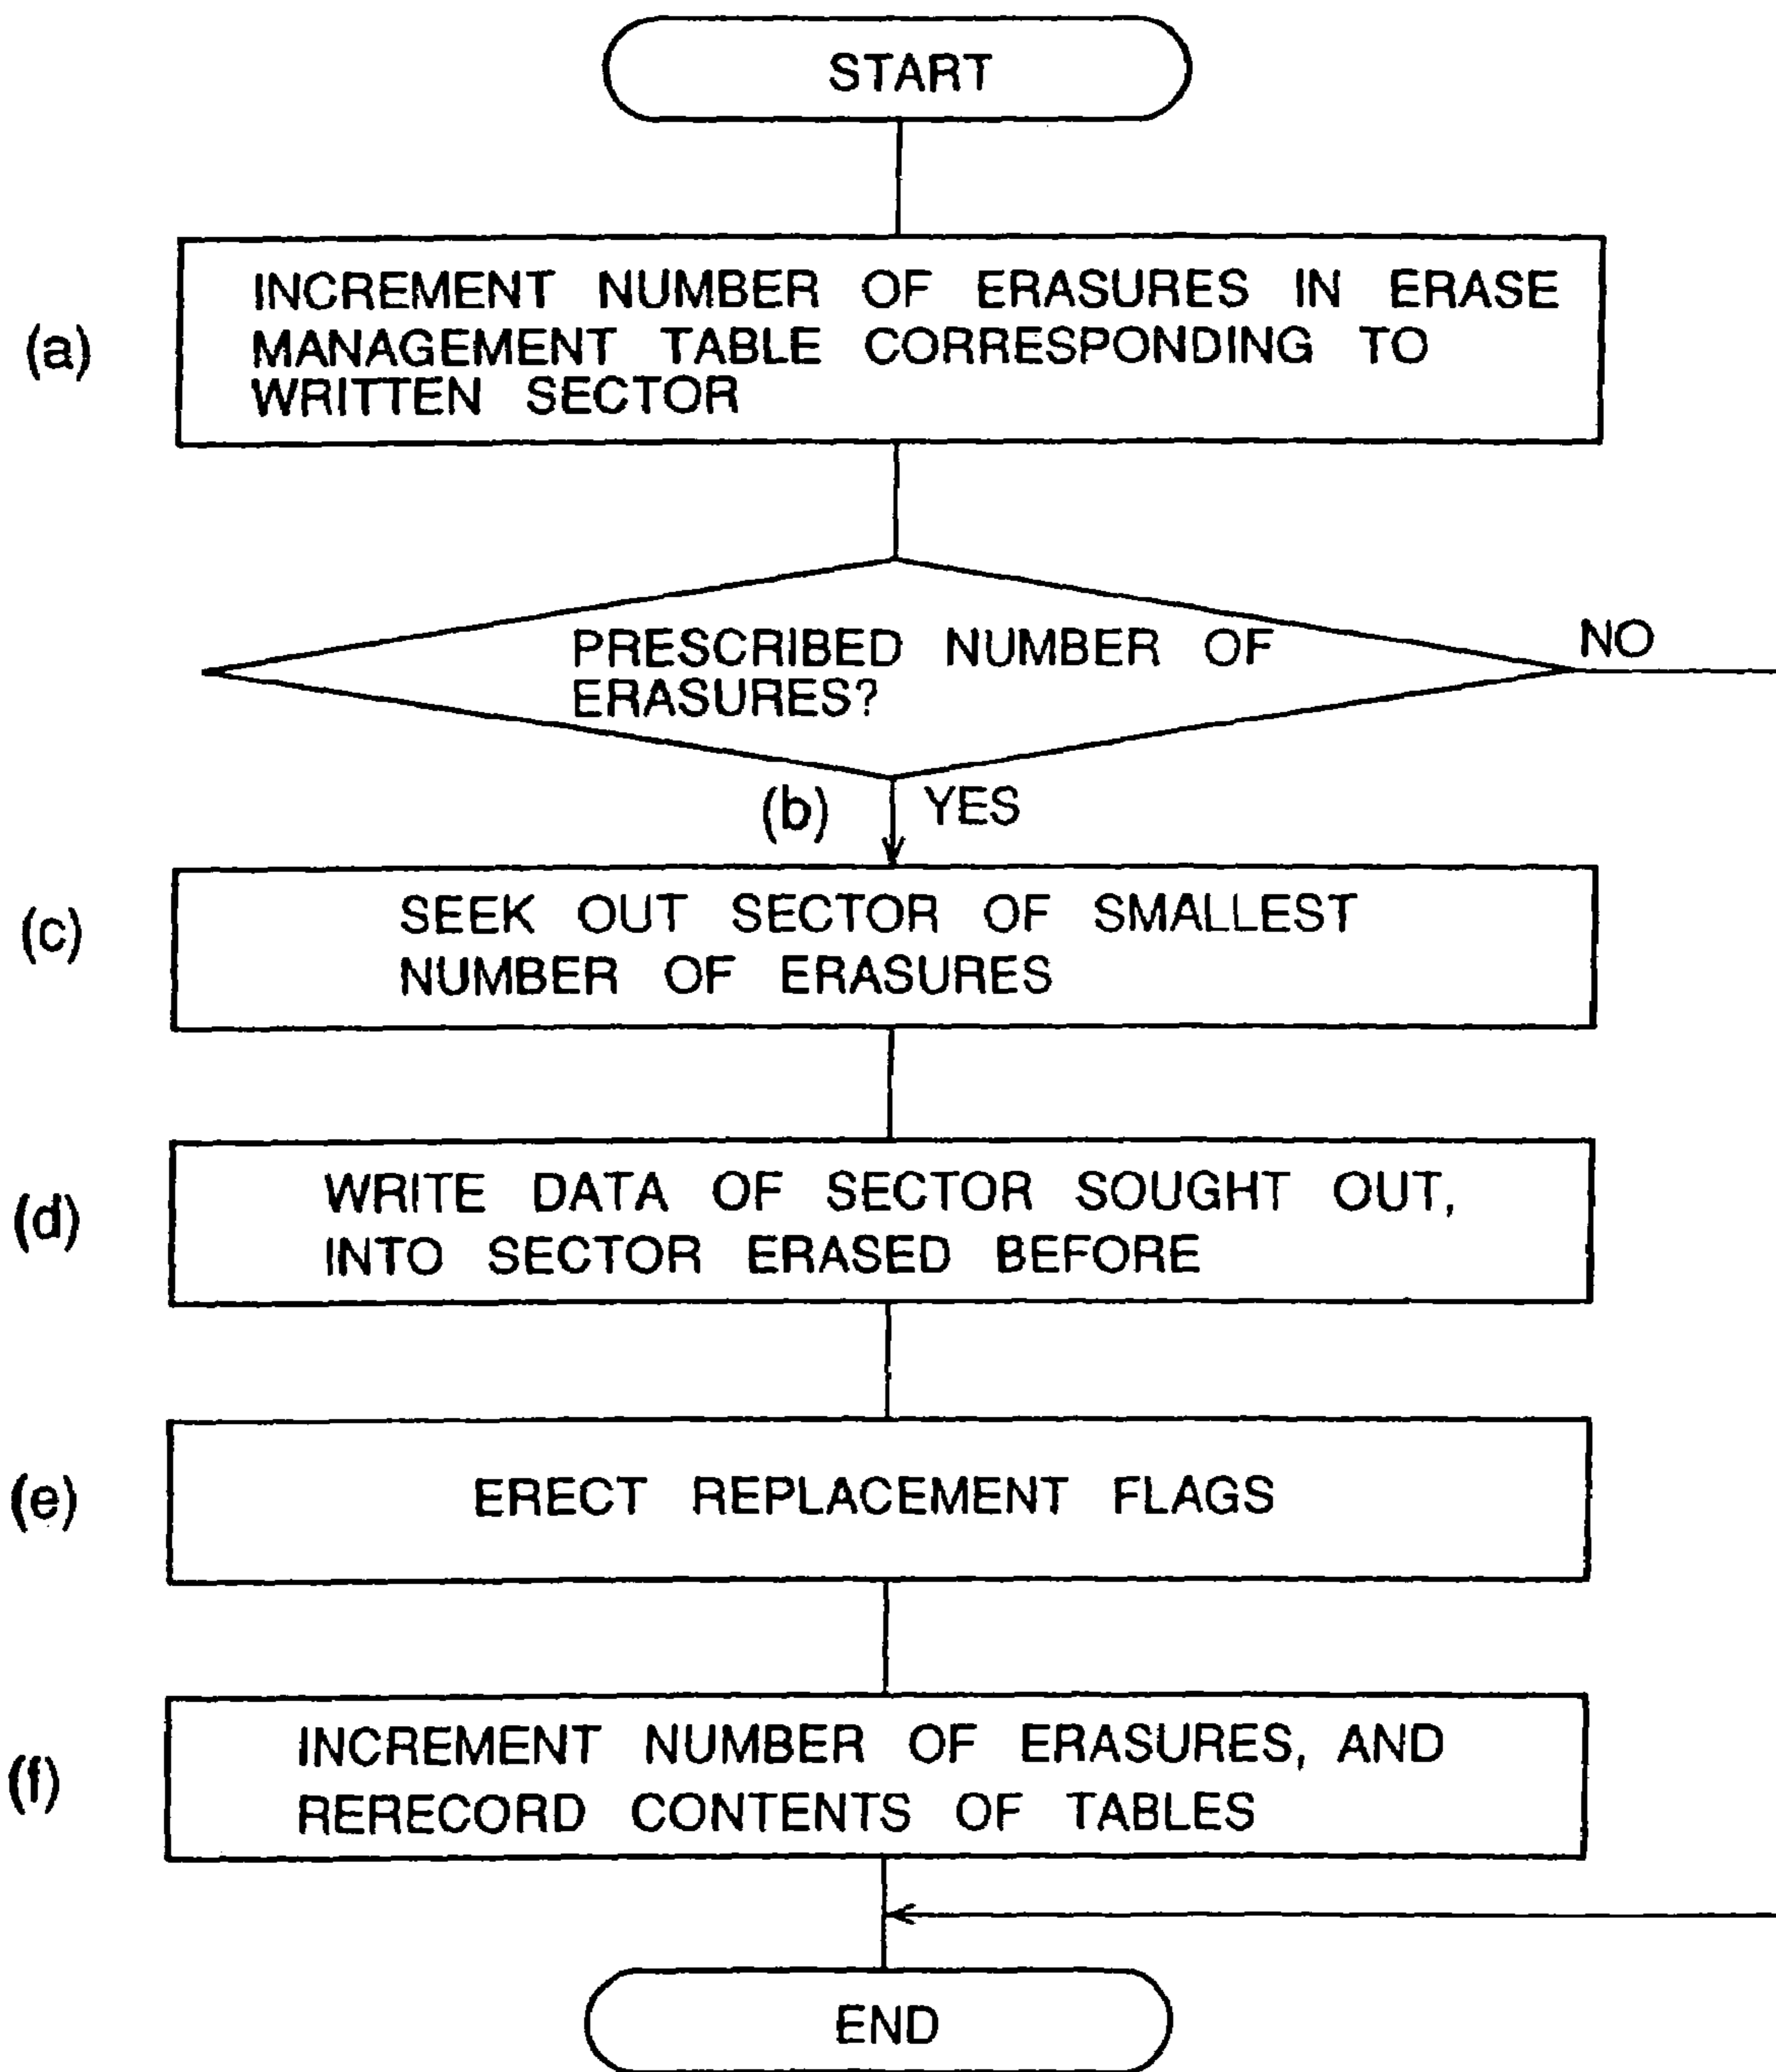 START
(a)
INCREMENT NUMBER OF ERASURES IN ERASE
MANAGEMENT TABLE CORRESPONDING TO
WRITTEN SECTOR
PRESCRIBED NUMBER OF
ERASURES?
NO
(b) YES
(c)
SEEK OUT SECTOR OF SMALLEST
NUMBER OF ERASURES
(d)
WRITE DATA OF SECTOR SOUGHT OUT,
INTO SECTOR ERASED BEFORE
(e)
ERECT REPLACEMENT FLAGS
(f)
INCREMENT NUMBER OF ERASURES, AND
RERECORD CONTENTS OF TABLES
END